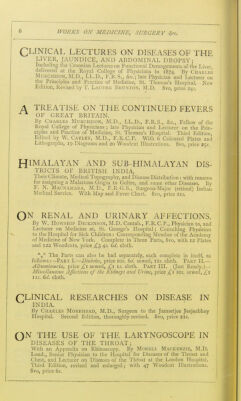 6 WORKS ON MEDICINE, SURGERY &c.
CLINICAL LECTURES ON DISEASES OF THE
LIVER, JAUNDICE, AND ABDOMINAL DROPSY;
Including the Croonian Lectures on Functional Derangements of the Liver,
delivered at the Royal College of Physicians in 1874. By CHARLES
MURCHISON, M.D., LL.D., F.R.S., &c.; late Physician and Lecturer on
the Principles and Practice of Medicine, St. Thomas's Hospital. New
Edition, Revised by T. LAUDER BRUNTON, M.D. 8vo, price 24s.
A TREATISE ON THE CONTINUED FEVERS
OF GREAT BRITAIN.
By CHARLES MURCHISON, M.D., LL.D., F.R.S., &c., Fellow of the
Royal College of Physicians; late Physician and Lecturer on the Prin-
ciples and Practice of Medicine, St. Thomas's Hospital. Third Edition,
Edited by W. CAYLEY, M.D., F.R.C.P. With 6 Coloured Plates and
Lithographs, 19 Diagrams and 20 Woodcut Illustrations. 8vo, price 25s.
HIMALAYAN AND SUB-HIMALAYAN DIS-
TRICTS OF BRITISH INDIA,
Their Climate, Medical Topography, and Disease Distribution: with reasons
for assigning a Malarious Origin to Goître, and some other Diseases. By
F. N. MACNAMARA, M.D., F.R.G.S., Surgeon-Major (retired) Indian
Medical Service. With Map and Fever Chart. 8vo, price 21s.
ON RENAL AND URINARY AFFECTIONS.
By W. HOWSHIP DICKINSON, M.D. Cantab., F.R.C.P., Physician to, and
Lecturer on Medicine at, St. George's Hospital; Consulting Physician
to the Hospital for Sick Children; Corresponding Member of the Academy
of Medicine of New York. Complete in Three Parts, 8vo, with 12 Plates
and 122 Woodcuts, price £3 4s. 6d. cloth.
*** The Parts can also be had separately, each complete in itself, as
follows:—PART I.—Diabetes, price 10s. 6d. sewed, 12s. cloth. PART II.—
Albuminuria, price £1 sewed, £1 1s. cloth. PART III. (Just Ready.)—
Miscellaneous Affections of the Kidneys and Urine, price £1 10s. sewed, £1
11s. 6d. cloth.
CLINICAL RESEARCHES ON DISEASE IN
INDIA.
By CHARLES MOREHEAD, M.D., Surgeon to the Jamsetjee Jeejeebhoy
Hospital. Second Edition, thoroughly revised. 8vo, price 21s.
ON THE USE OF THE LARYNGOSCOPE IN
DISEASES OF THE THROAT;
With an Appendix on Rhinoscopy. By MORELL MACKENZIE, M.D.
Lond., Senior Physician to the Hospital for Diseases of the Throat and
Chest, and Lecturer on Diseases of the Throat at the London Hospital.
Third Edition, revised and enlarged; with 47 Woodcut Illustrations.
8vo, price 8s.